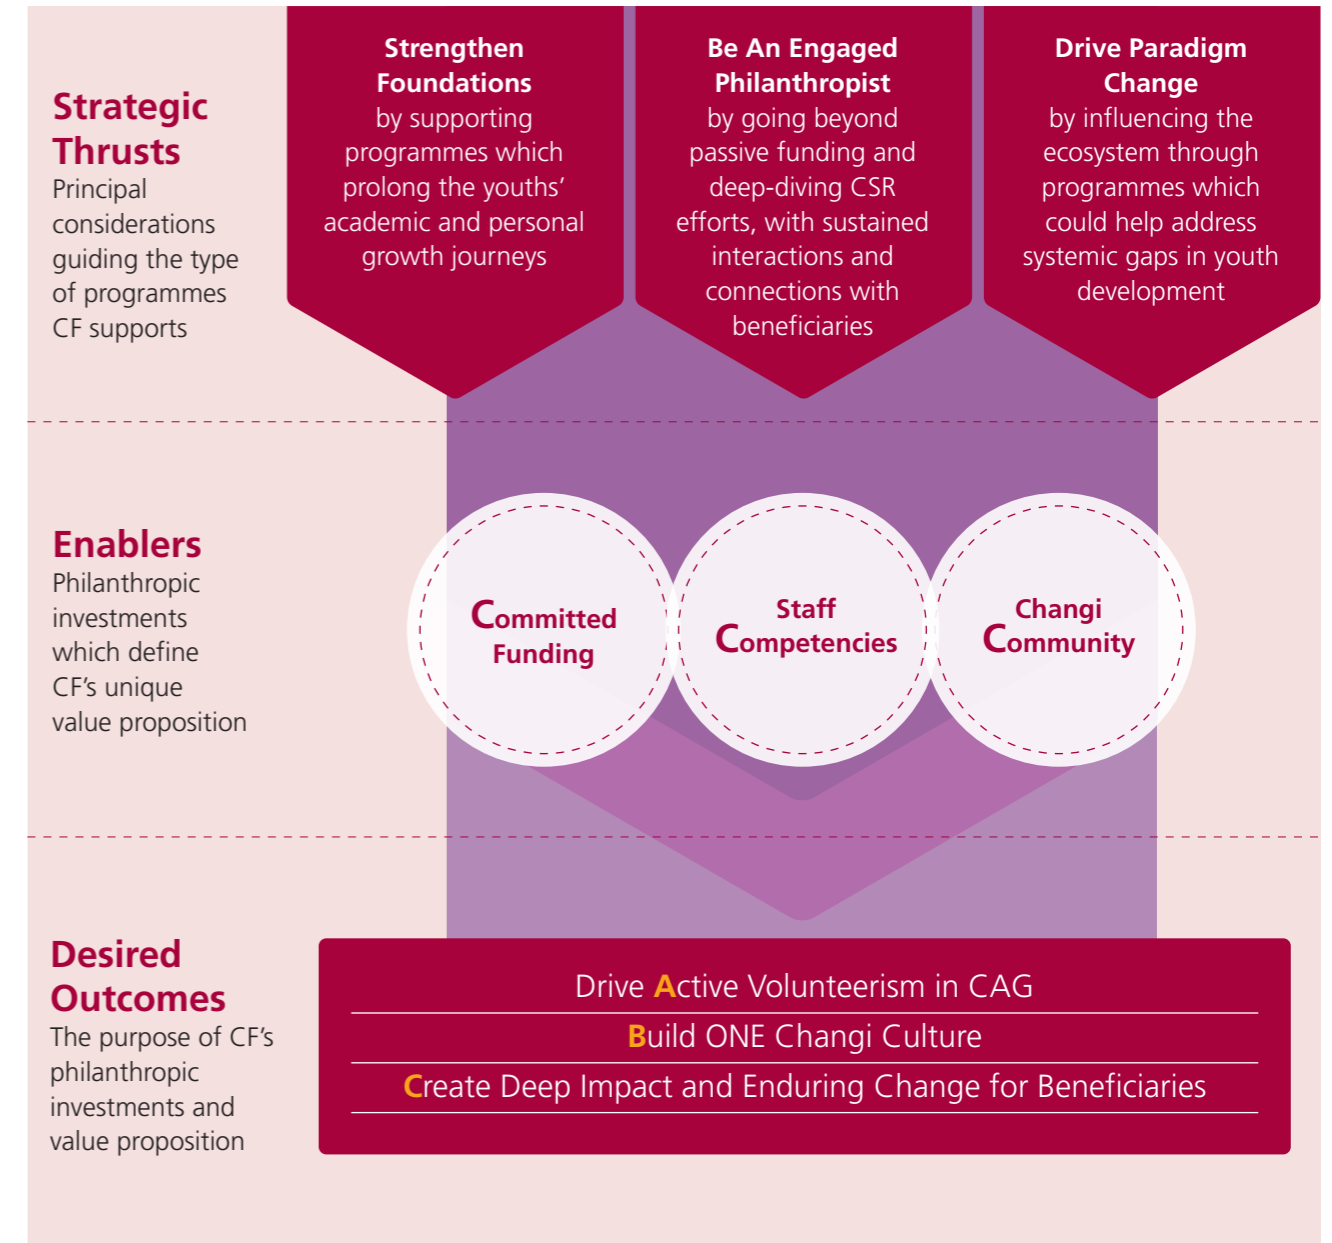 Strategic
Thrusts
Principal
considerations
guiding the type
of programmes
CF supports
Strengthen
Foundations
by supporting
programmes which
prolong the youths’
academic and personal
growth journeys
Be An Engaged
Philanthropist
by going beyond
passive funding and
deep-diving CSR
efforts, with sustained
interactions and
connections with
beneficiaries
Drive Paradigm
Change
by influencing the
ecosystem through
programmes which
could help address
systemic gaps in youth
development
Enablers
Philanthropic
investments
which define
CF’s unique
value proposition
Committed
Funding
Staff
Competencies
Changi
Community
Desired
Outcomes
The purpose of CF’s
philanthropic
investments and
value proposition
Drive Active Volunteerism in CAG
Build ONE Changi Culture
Create Deep Impact and Enduring Change for Beneficiaries